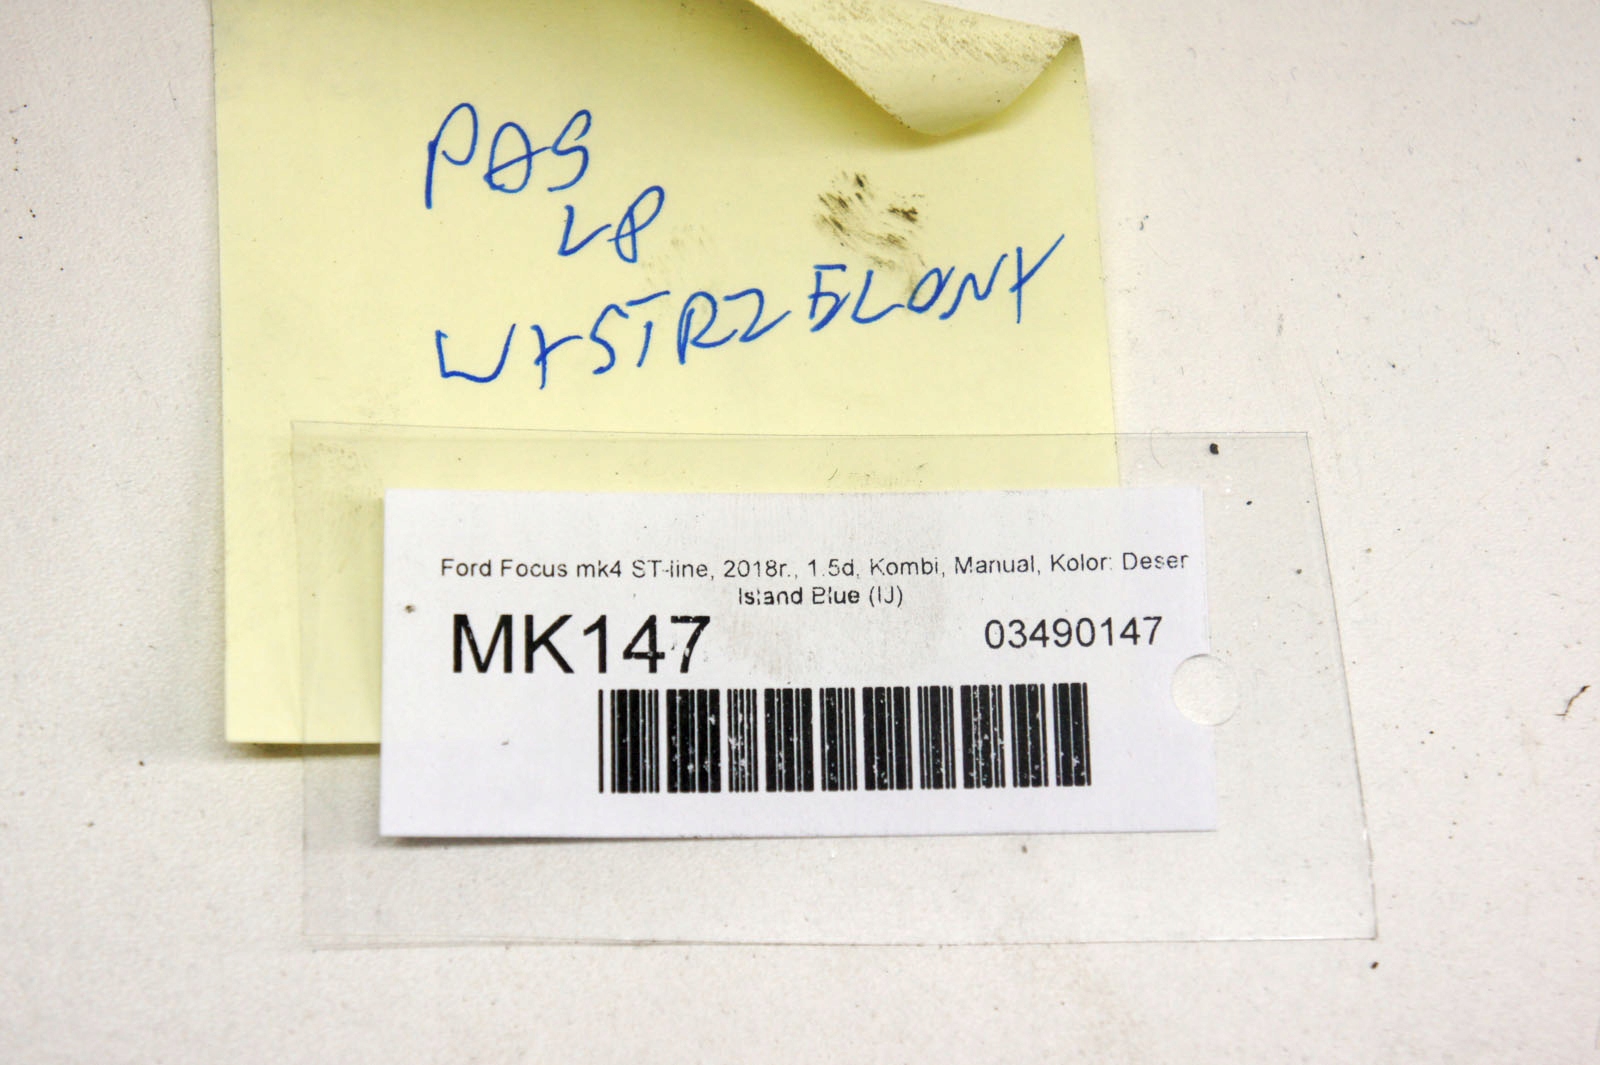 PAS
LP
WYSTRZELONY
Ford Focus mk4 ST-line, 2018r., 1.5d, Kombi, Manual, Kolor: Deser
Island Blue (IJ)
MK147 03490147